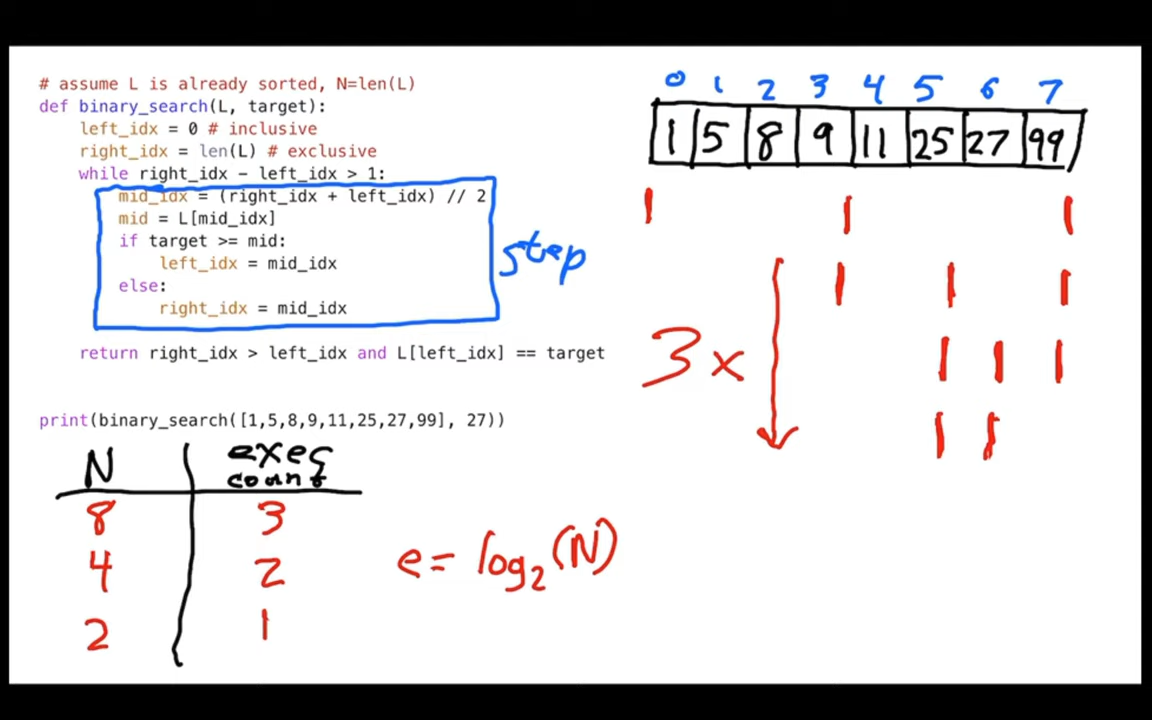 # assume L is already sorted, N=len(L)
def binary_search(L, target):
    left_idx = 0 # inclusive
    right_idx = len(L) # exclusive
    while right_idx - left_idx > 1:
        mid_idx = (right_idx + left_idx) // 2
        mid = L[mid_idx]
        if target >= mid:
            left_idx = mid_idx
        else:
            right_idx = mid_idx
    return right_idx > left_idx and L[left_idx] == target
print(binary_search([1,5,8,9,11,25,27,99], 27))
step
0 1 2 3 4 5 6 7
1 5 8 9 11 25 27 99
3x
N exec count
8 3
4 2
2 1
e = log2(N)